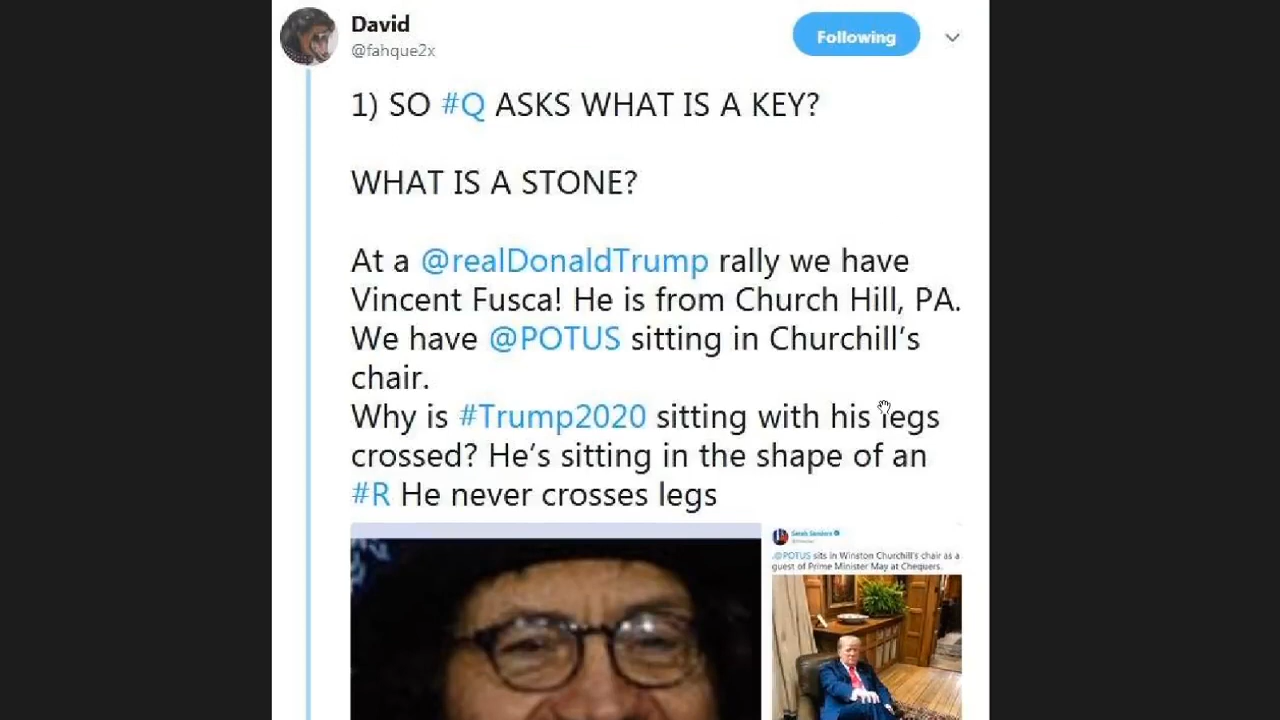 David
@fahque2x
Following
1) SO #Q ASKS WHAT IS A KEY?
WHAT IS A STONE?
At a @realDonaldTrump rally we have
Vincent Fusca! He is from Church Hill, PA.
We have @POTUS sitting in Churchill's
chair.
Why is #Trump2020 sitting with his legs
crossed? He's sitting in the shape of an
#R He never crosses legs
Sarah Sanders
.@POTUS sits in Winston Churchill's chair as a
guest of Prime Minister May at Chequers.